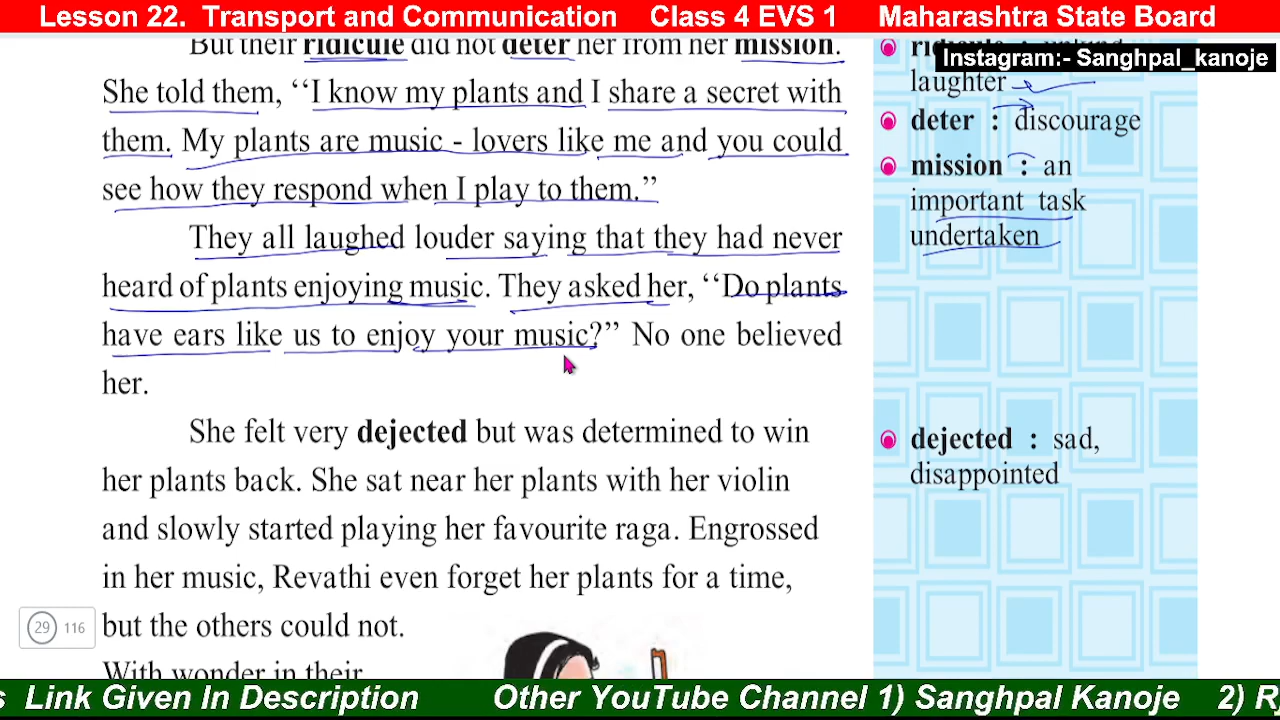 Lesson 22. Transport and Communication Class 4 EVS 1 Maharashtra State Board
Instagram:- Sanghpal_kanoje
But their ridicule did not deter her from her mission.
She told them, ‘‘I know my plants and I share a secret with
them. My plants are music - lovers like me and you could
see how they respond when I play to them.’’
They all laughed louder saying that they had never
heard of plants enjoying music. They asked her, ‘‘Do plants
have ears like us to enjoy your music?’’ No one believed
her.
She felt very dejected but was determined to win
her plants back. She sat near her plants with her violin
and slowly started playing her favourite raga. Engrossed
in her music, Revathi even forget her plants for a time,
but the others could not.
With wonder in their
laughter
deter : discourage
mission : an
important task
undertaken
dejected : sad,
disappointed
29 116
s Link Given In Description Other YouTube Channel 1) Sanghpal Kanoje 2) R